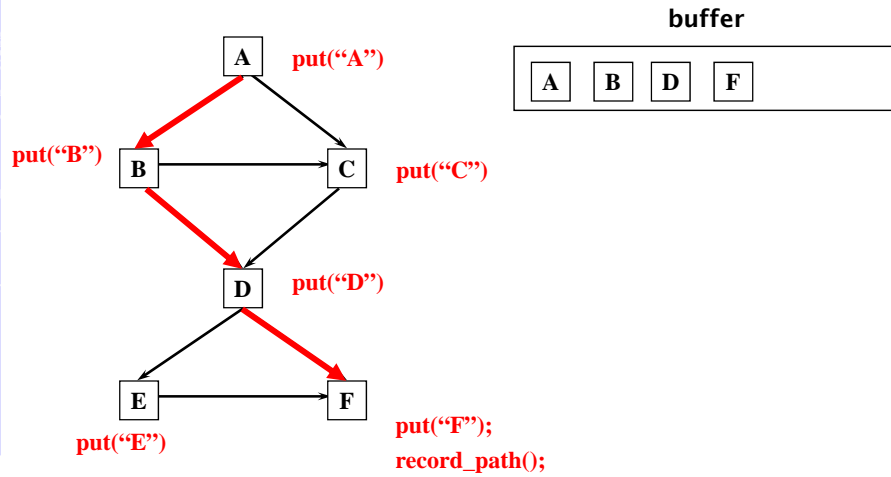 buffer
A put(“A”)
A B D F
put(“B”) B C put(“C”)
D put(“D”)
E F
put(“E”) put(“F”);
record_path();